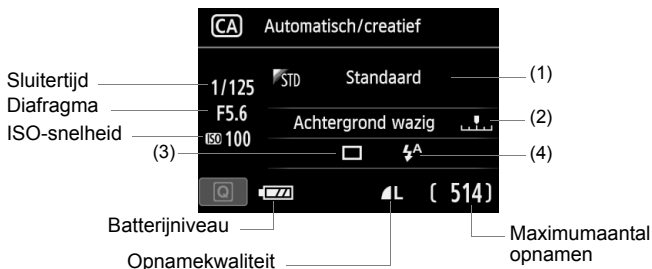 CA Automatisch/creatief
Sluitertijd
1/125
STD Standaard
(1)
Diafragma
F5.6
ISO-snelheid
ISO 100
Achtergrond wazig
(2)
(3)
A
(4)
Q
L
[ 514]
Batterijniveau
Opnamekwaliteit
Maximumaantal
opnamen